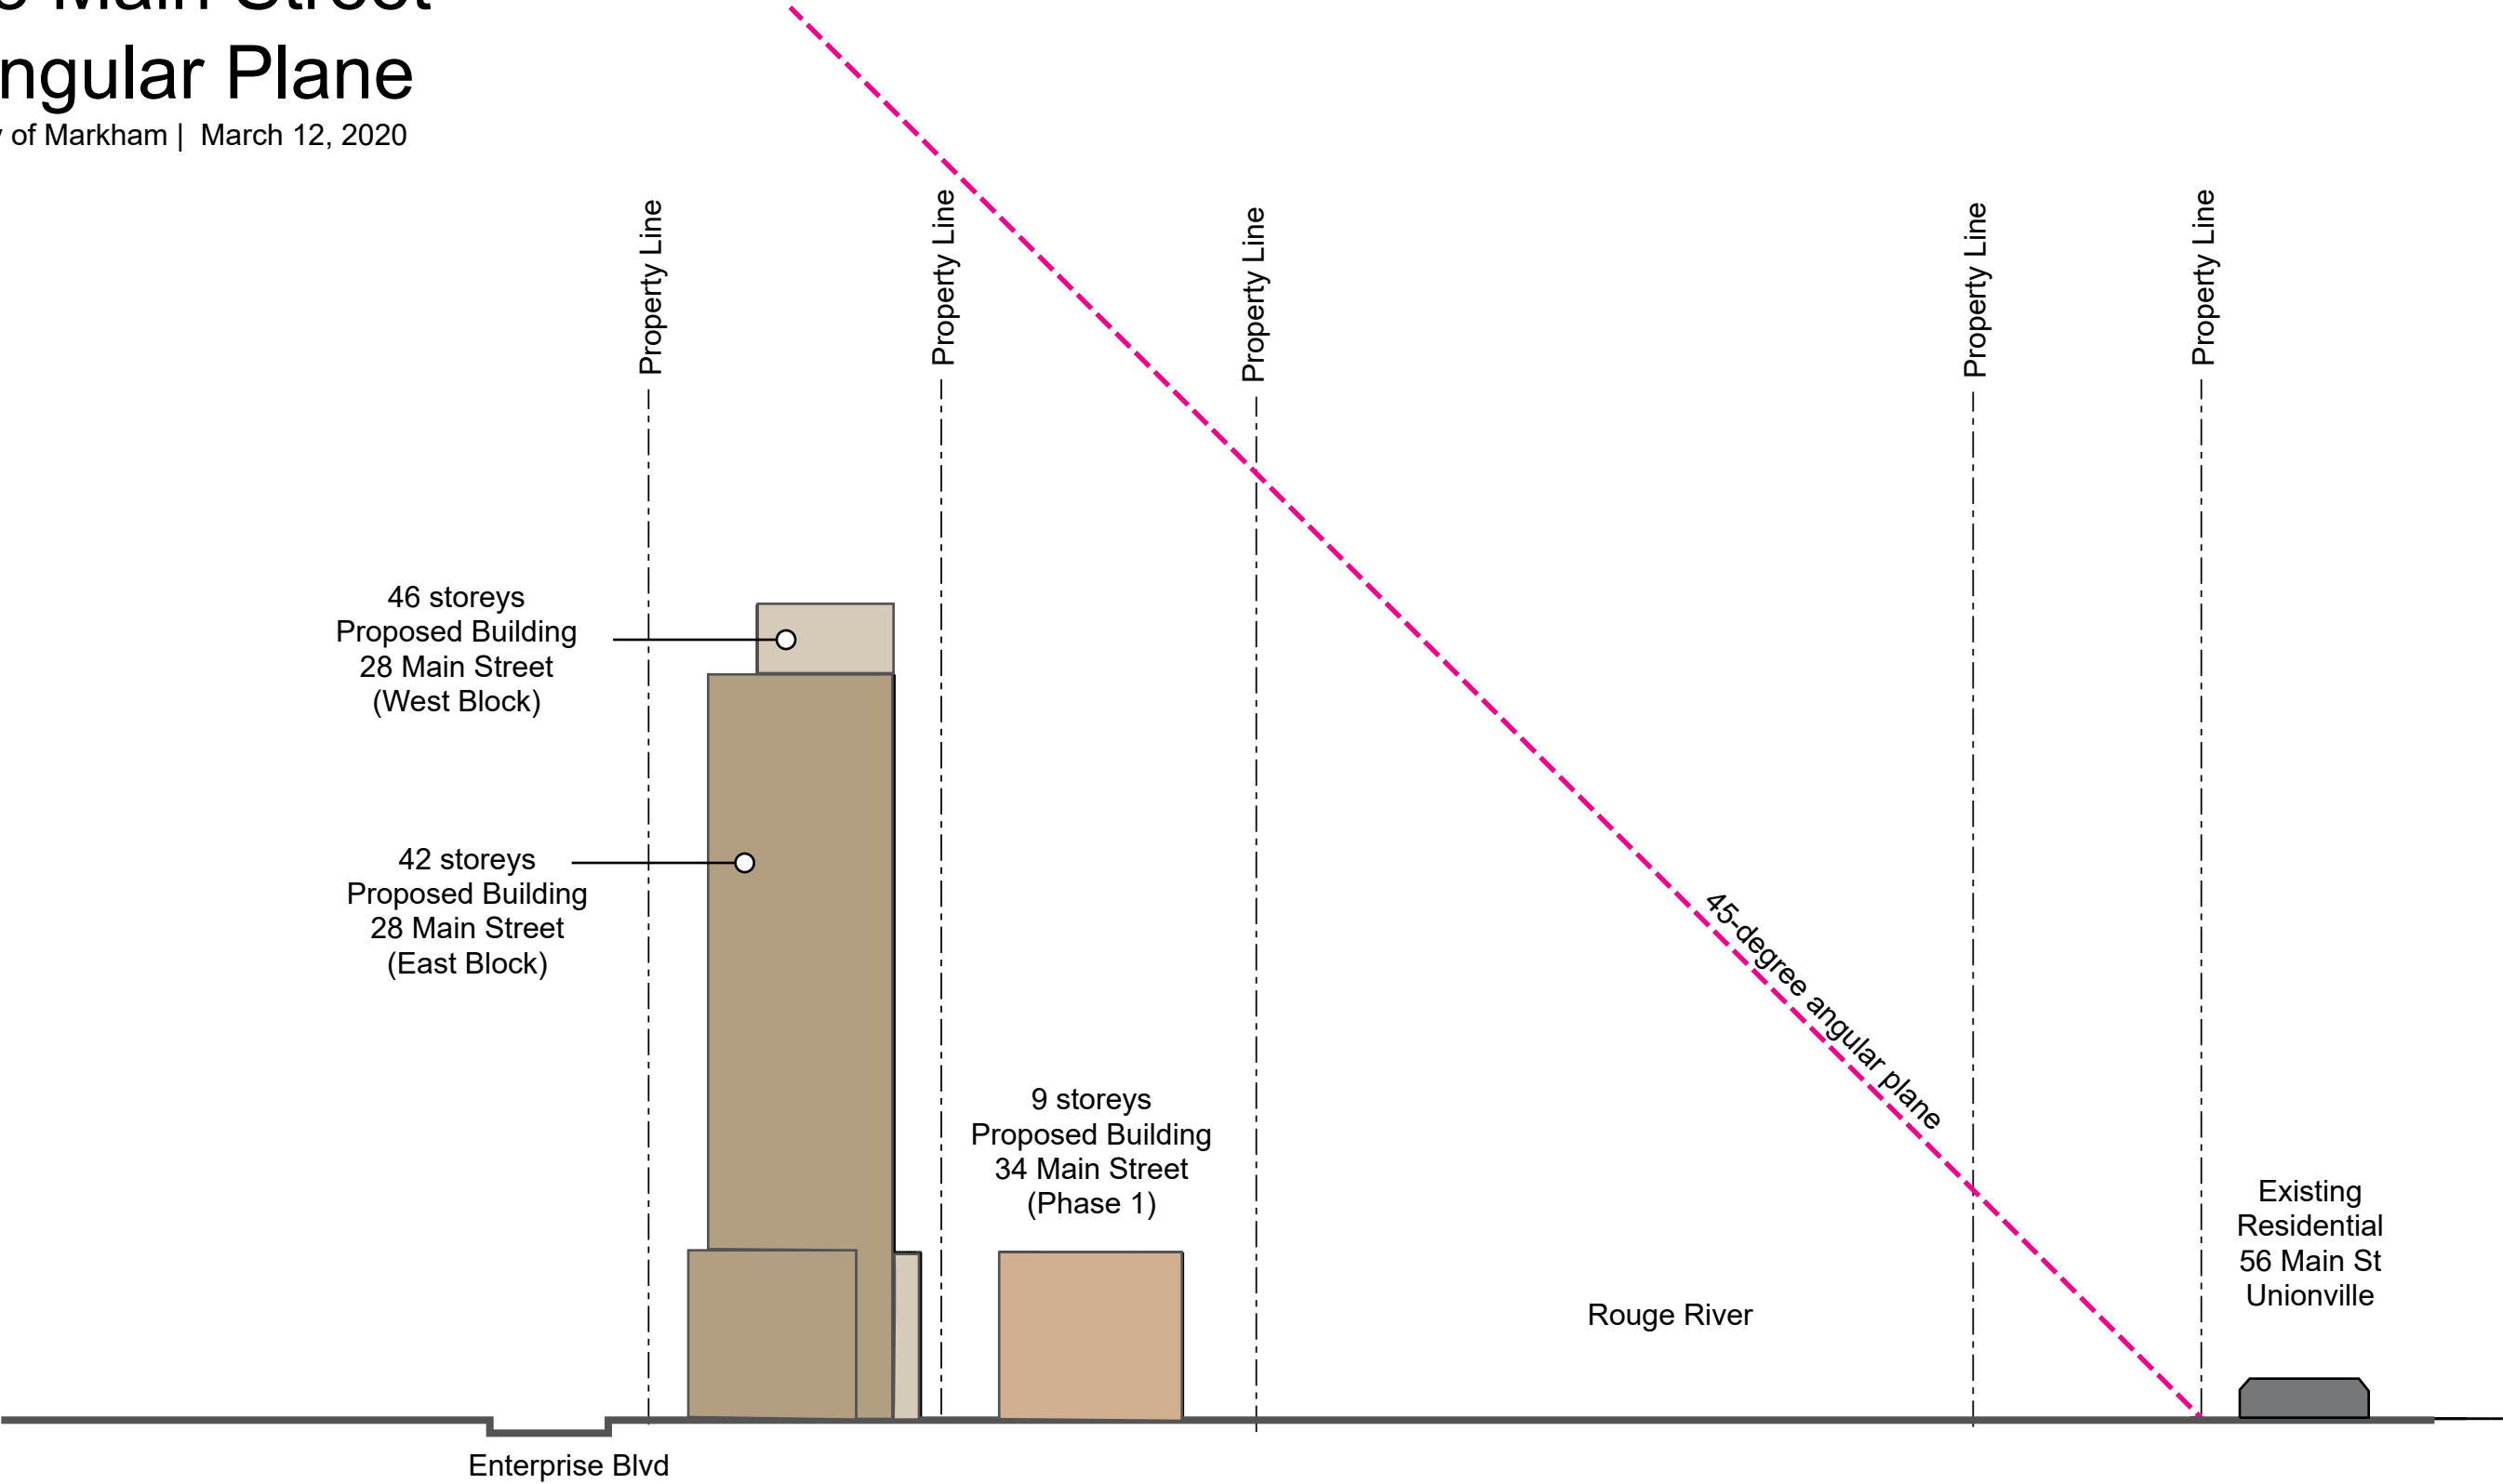 Main Street
ngular Plane
of Markham | March 12, 2020
Property Line
Property Line
Property Line
Property Line
Property Line
46 storeys
Proposed Building
28 Main Street
(West Block)
42 storeys
Proposed Building
28 Main Street
(East Block)
9 storeys
Proposed Building
34 Main Street
(Phase 1)
45-degree angular plane
Rouge River
Existing
Residential
56 Main St
Unionville
Enterprise Blvd